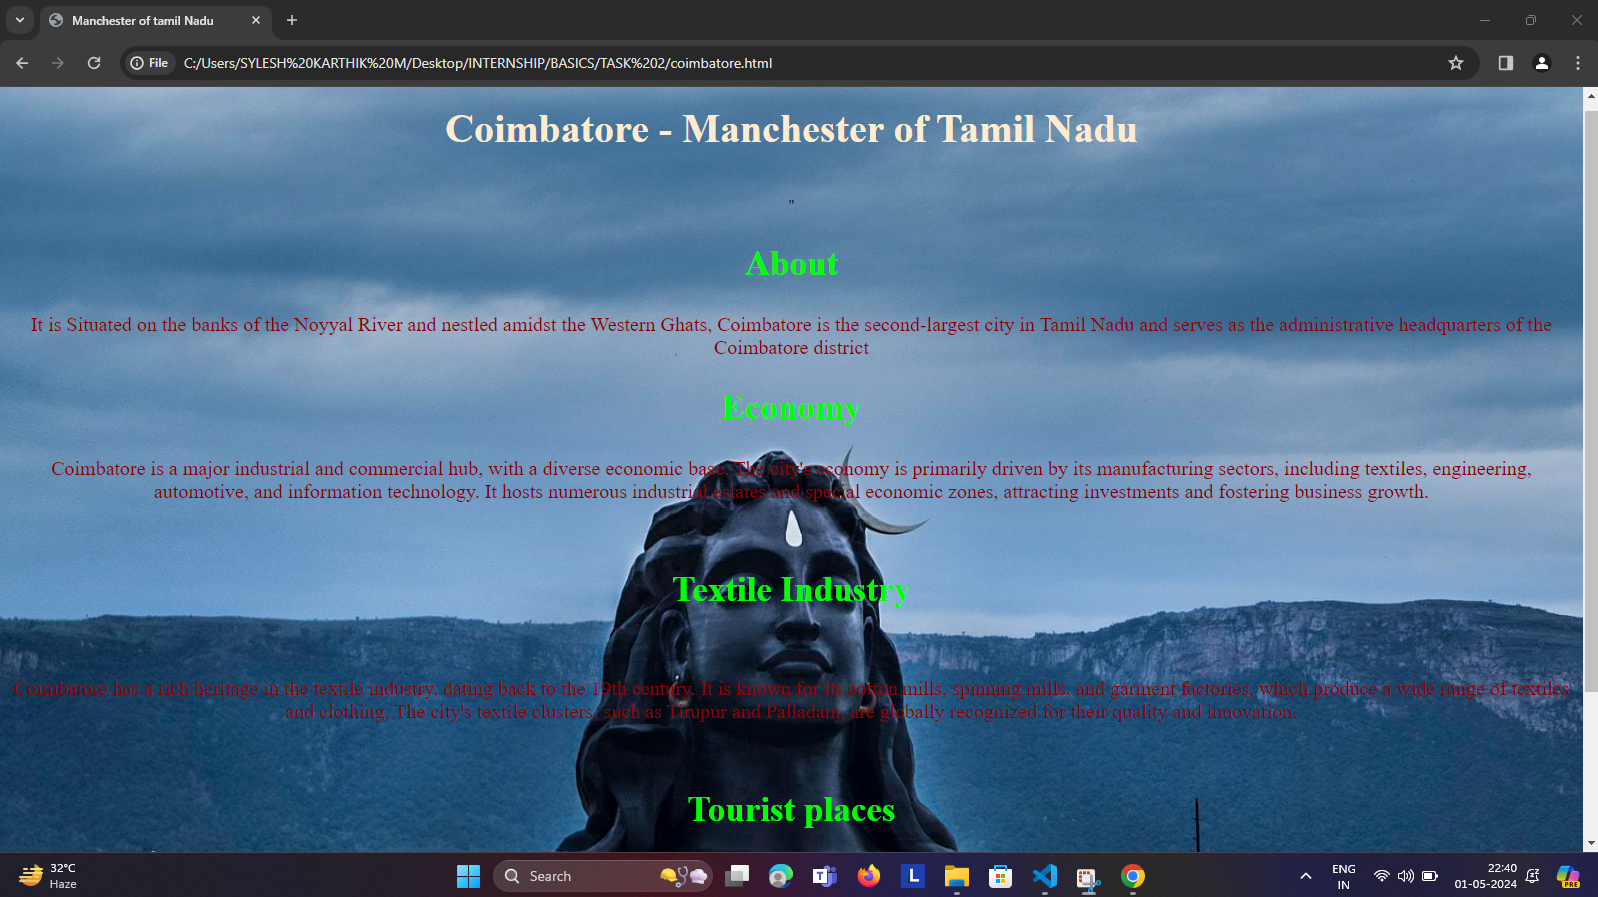 Manchester of tamil Nadu
File C:/Users/SYLESH%20KARTHIK%20M/Desktop/INTERNSHIP/BASICS/TASK%202/coimbatore.html
Coimbatore - Manchester of Tamil Nadu
"
About
It is Situated on the banks of the Noyyal River and nestled amidst the Western Ghats, Coimbatore is the second-largest city in Tamil Nadu and serves as the administrative headquarters of the
Coimbatore district
Economy
Coimbatore is a major industrial and commercial hub, with a diverse economic base. The city's economy is primarily driven by its manufacturing sectors, including textiles, engineering,
automotive, and information technology. It hosts numerous industrial estates and special economic zones, attracting investments and fostering business growth.
Textile Industry
Coimbatore has a rich heritage in the textile industry, dating back to the 19th century. It is known for its cotton mills, spinning mills, and garment factories, which produce a wide range of textiles
and clothing. The city's textile clusters, such as Tirupur and Palladam, are globally recognized for their quality and innovation.
Tourist places
32°C
Haze
Search
T
L
PRE
ENG
IN
22:40
01-05-2024